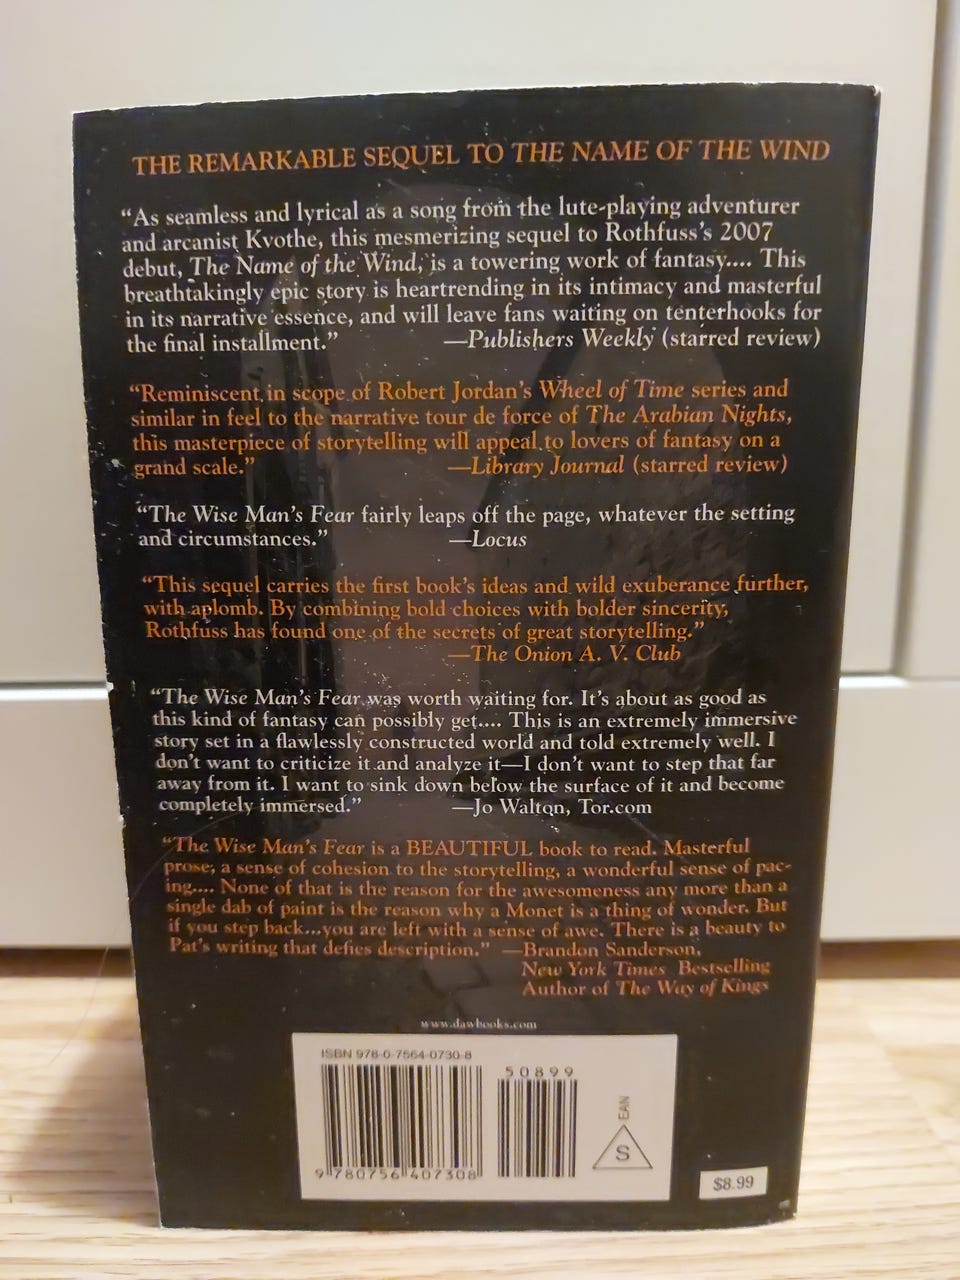 THE REMARKABLE SEQUEL TO THE NAME OF THE WIND
“As seamless and lyrical as a song from the lute-playing adventurer
and arcanist Kvothe, this mesmerizing sequel to Rothfuss’s 2007
debut, The Name of the Wind, is a towering work of fantasy.... This
breathtakingly epic story is heartrending in its intimacy and masterful
in its narrative essence, and will leave fans waiting on tenterhooks for
the final installment.” —Publishers Weekly (starred review)
“Reminiscent in scope of Robert Jordan’s Wheel of Time series and
similar in feel to the narrative tour de force of The Arabian Nights,
this masterpiece of storytelling will appeal to lovers of fantasy on a
grand scale.” —Library Journal (starred review)
“The Wise Man’s Fear fairly leaps off the page, whatever the setting
and circumstances.” —Locus
“This sequel carries the first book’s ideas and wild exuberance further,
with aplomb. By combining bold choices with bolder sincerity,
Rothfuss has found one of the secrets of great storytelling.”
—The Onion A. V. Club
“The Wise Man’s Fear was worth waiting for. It’s about as good as
this kind of fantasy can possibly get.... This is an extremely immersive
story set in a flawlessly constructed world and told extremely well. I
don’t want to criticize it and analyze it—I don’t want to step that far
away from it. I want to sink down below the surface of it and become
completely immersed.” —Jo Walton, Tor.com
“The Wise Man’s Fear is a BEAUTIFUL book to read. Masterful
prose, a sense of cohesion to the storytelling, a wonderful sense of pac-
ing.... None of that is the reason for the awesomeness any more than a
single dab of paint is the reason why a Monet is a thing of wonder. But
if you step back...you are left with a sense of awe. There is a beauty to
Pat’s writing that defies description.” —Brandon Sanderson,
New York Times Bestselling
Author of The Way of Kings
www.dawbooks.com
ISBN 978-0-7564-0730-8
50899
9 780756 407308
EAN
S
$8.99